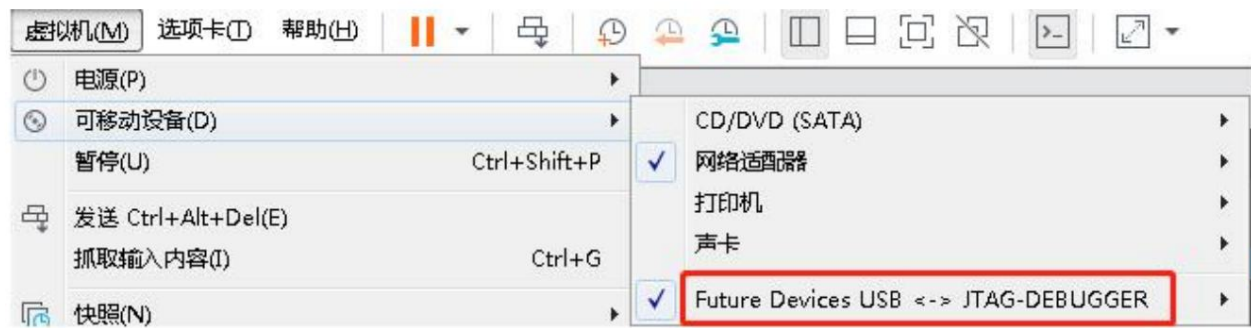 虚拟机(M) 选项卡(T) 帮助(H)
电源(P)
可移动设备(D)
暂停(U) Ctrl+Shift+P
发送 Ctrl+Alt+Del(E)
抓取输入内容(I) Ctrl+G
快照(N)
CD/DVD (SATA)
网络适配器
打印机
声卡
Future Devices USB <-> JTAG-DEBUGGER